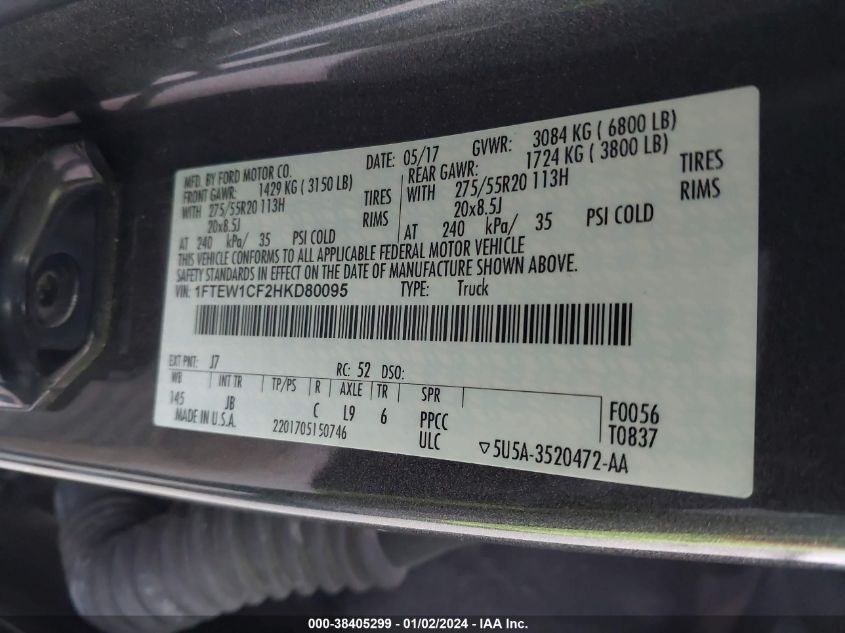 MFD. BY FORD MOTOR CO.
DATE: 05/17 GVWR: 3084 KG ( 6800 LB)
FRONT GAWR: 1429 KG ( 3150 LB) REAR GAWR: 1724 KG ( 3800 LB)
WITH 275/55R20 113H TIRES WITH 275/55R20 113H TIRES
20x8.5J RIMS 20x8.5J RIMS
AT 240 kPa/ 35 PSI COLD AT 240 kPa/ 35 PSI COLD
THIS VEHICLE CONFORMS TO ALL APPLICABLE FEDERAL MOTOR VEHICLE
SAFETY STANDARDS IN EFFECT ON THE DATE OF MANUFACTURE SHOWN ABOVE.
VIN: 1FTEW1CF2HKD80095 TYPE: Truck
EXT PNT: J7 RC: 52 DSO:
WB INT TR TP/PS R AXLE TR SPR
145 JB C L9 6 PPCC F0056
MADE IN U.S.A. 2201705150746 ULC T0837
▽5U5A-3520472-AA
000-38405299 - 01/02/2024 - IAA Inc.